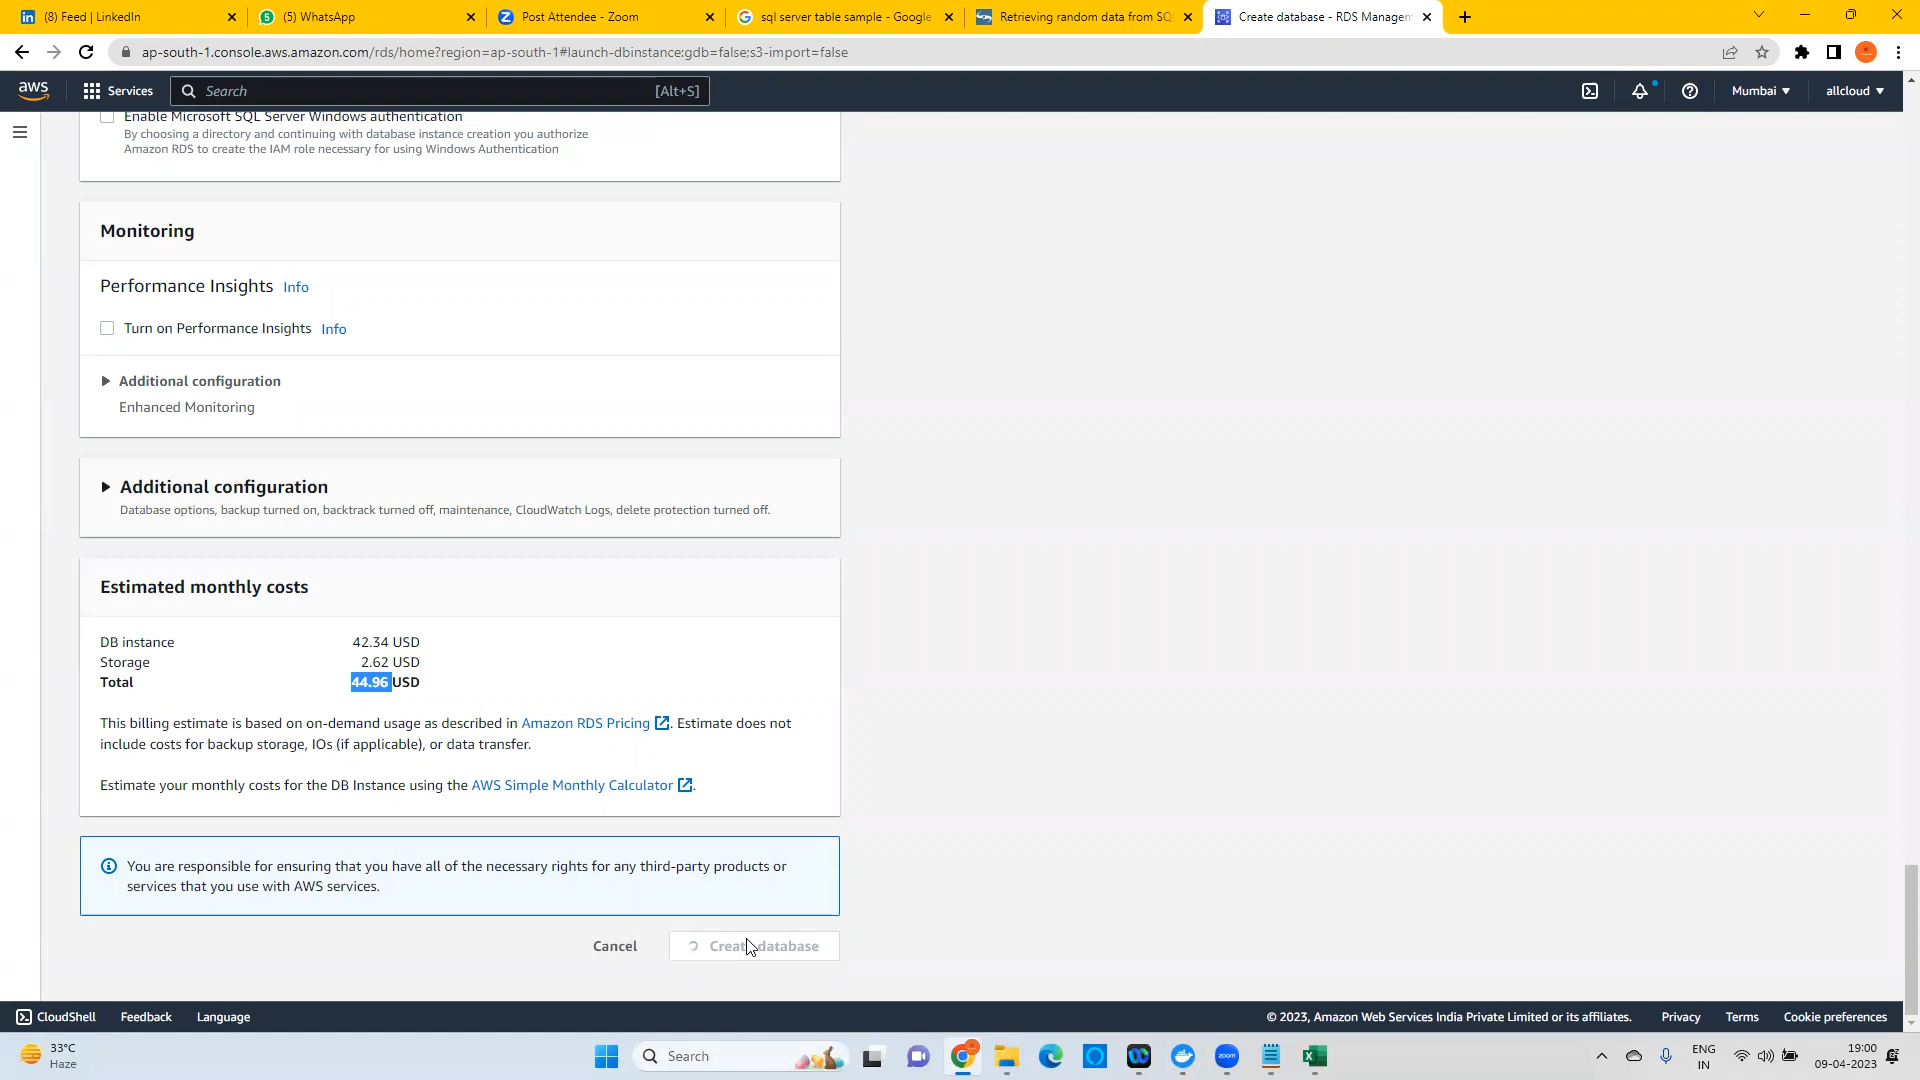 (8) Feed | LinkedIn
(5) WhatsApp
Post Attendee - Zoom
sql server table sample - Google
Retrieving random data from SQ
Create database - RDS Managem
ap-south-1.console.aws.amazon.com/rds/home?region=ap-south-1#launch-dbinstance:gdb=false;s3-import=false
aws
Services
Search
[Alt+S]
Mumbai
allcloud
Enable Microsoft SQL Server Windows authentication
By choosing a directory and continuing with database instance creation you authorize
Amazon RDS to create the IAM role necessary for using Windows Authentication
Monitoring
Performance Insights Info
Turn on Performance Insights Info
Additional configuration
Enhanced Monitoring
Additional configuration
Database options, backup turned on, backtrack turned off, maintenance, CloudWatch Logs, delete protection turned off.
Estimated monthly costs
DB instance 42.34 USD
Storage 2.62 USD
Total 44.96 USD
This billing estimate is based on on-demand usage as described in Amazon RDS Pricing. Estimate does not
include costs for backup storage, IOs (if applicable), or data transfer.
Estimate your monthly costs for the DB Instance using the AWS Simple Monthly Calculator.
You are responsible for ensuring that you have all of the necessary rights for any third-party products or
services that you use with AWS services.
Cancel
Create database
CloudShell
Feedback
Language
© 2023, Amazon Web Services India Private Limited or its affiliates.
Privacy
Terms
Cookie preferences
33°C
Haze
Search
zoom
ENG
IN
19:00
09-04-2023